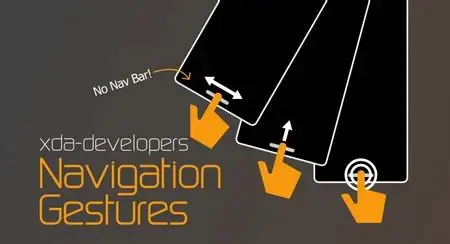 No Nav Bar!
xda-developers
Navigation
Gestures